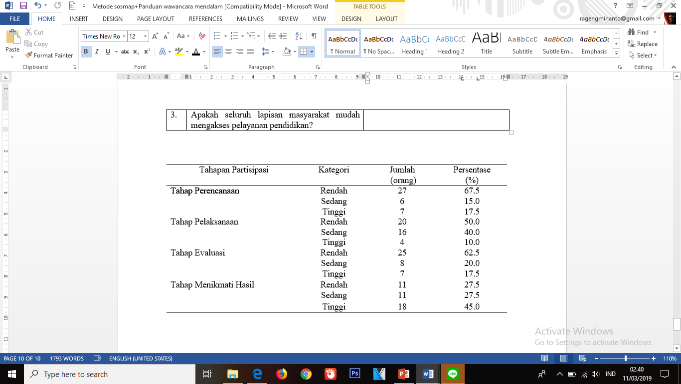 Melode sosmap+Panduan wawancara mendalam [Compatibility Mode] - Microsoft Word
TABLE TOOLS
FILE HOME INSERT DESIGN PAGE LAYOUT REFERENCES MAILINGS REVIEW VIEW DESIGN LAYOUT
ragengminanto@gmail.com
Paste
Cut
Copy
Format Painter
Clipboard
Times New Ro 12
Font
Paragraph
AaBbCcDc AaBbCcDc AaBbCc AaBbCcC AaBl AaBbCcD AaBbCcDc AaBbCcDc
¶ Normal ¶ No Spac... Heading 1 Heading 2 Title Subtitle Subtle Em... Emphasis
Styles
Find
Replace
Select
Editing
3. Apakah seluruh lapisan masyarakat mudah
mengakses pelayanan pendidikan?
Tahapan Partisipasi Kategori Jumlah Persentase
(orang) (%)
Tahap Perencanaan Rendah 27 67.5
Sedang 6 15.0
Tinggi 7 17.5
Tahap Pelaksanaan Rendah 20 50.0
Sedang 16 40.0
Tinggi 4 10.0
Tahap Evaluasi Rendah 25 62.5
Sedang 8 20.0
Tinggi 7 17.5
Tahap Menikmati Hasil Rendah 11 27.5
Sedang 11 27.5
Tinggi 18 45.0
Activate Windows
Go to Settings to activate Windows.
PAGE 10 OF 10 1793 WORDS ENGLISH (UNITED STATES)
110%
Type here to search
IND
02.40
11/03/2019